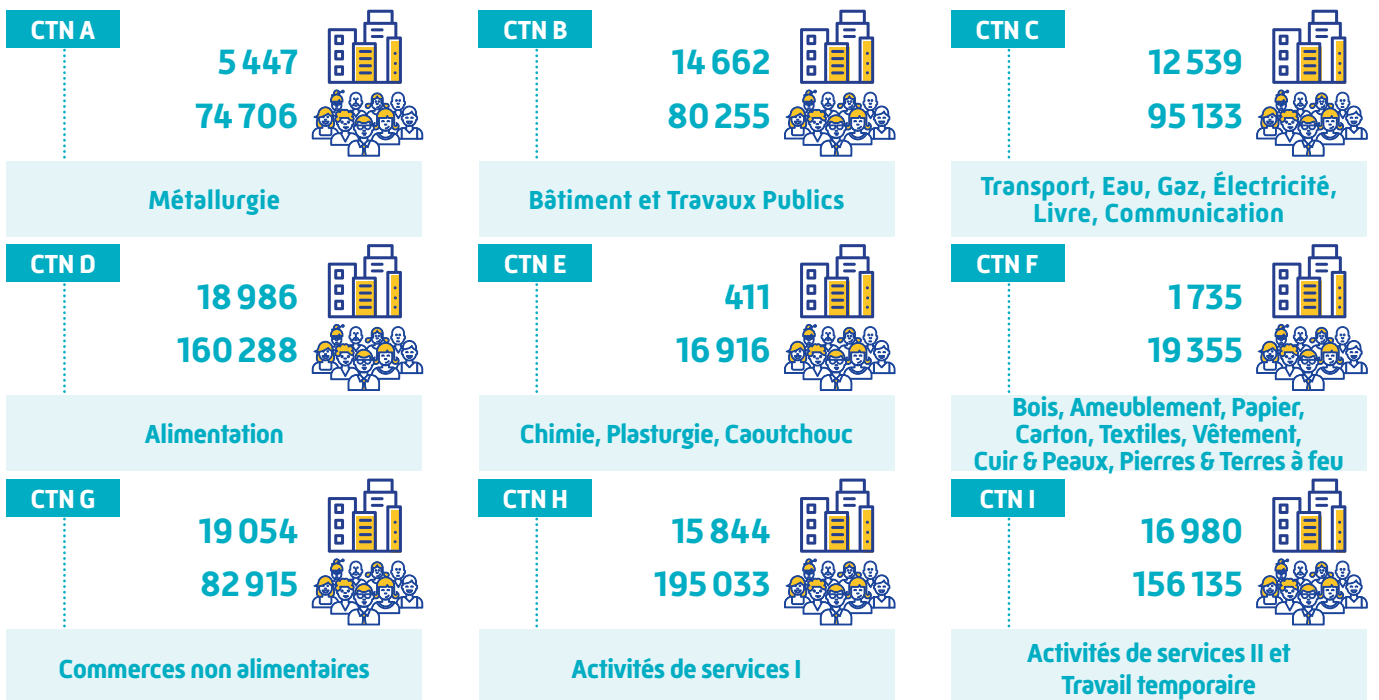 CTN A
5 447
74 706
Métallurgie
CTN B
14 662
80 255
Bâtiment et Travaux Publics
CTN C
12 539
95 133
Transport, Eau, Gaz, Électricité,
Livre, Communication
CTN D
18 986
160 288
Alimentation
CTN E
411
16 916
Chimie, Plasturgie, Caoutchouc
CTN F
1 735
19 355
Bois, Ameublement, Papier,
Carton, Textiles, Vêtement,
Cuir & Peaux, Pierres & Terres à feu
CTN G
19 054
82 915
Commerces non alimentaires
CTN H
15 844
195 033
Activités de services I
CTN I
16 980
156 135
Activités de services II et
Travail temporaire